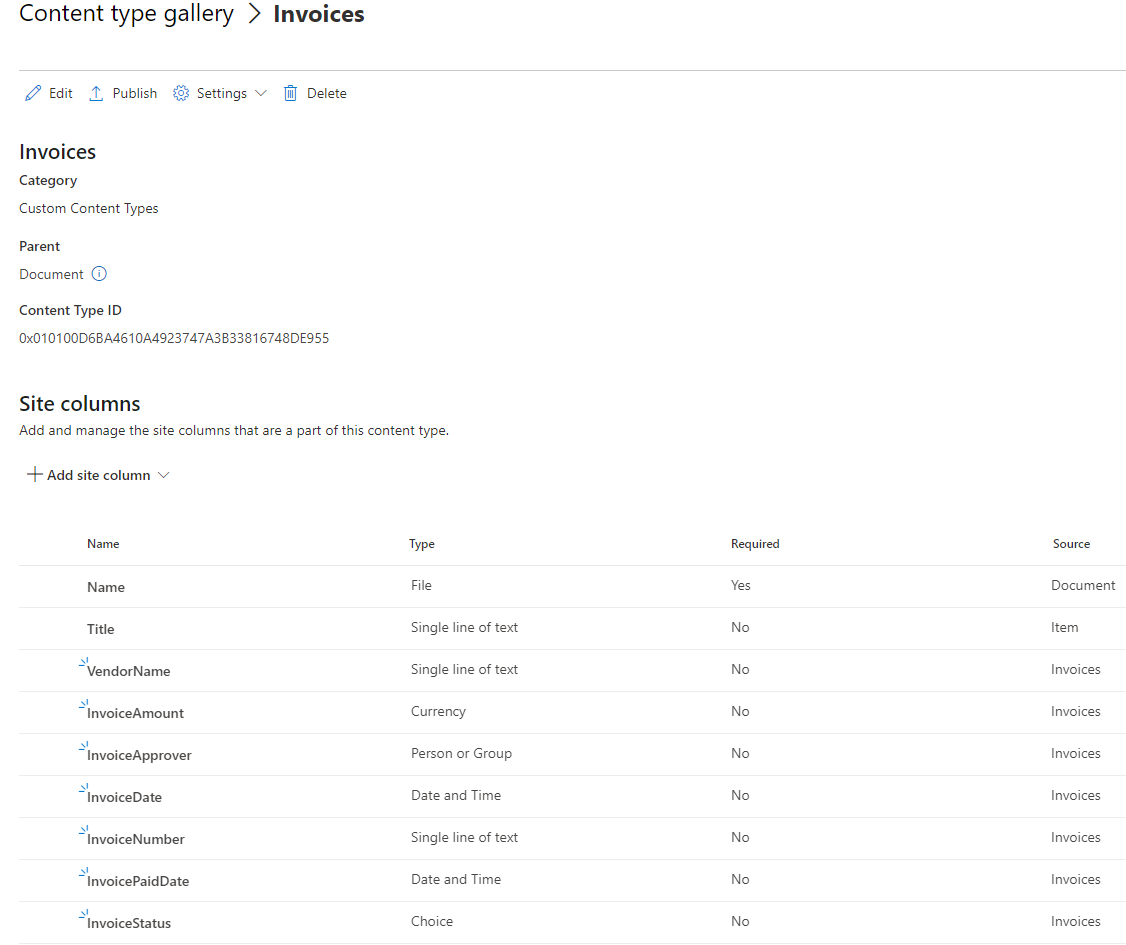 Content type gallery > Invoices
Edit Publish Settings Delete
Invoices
Category
Custom Content Types
Parent
Document
Content Type ID
0x010100D6BA4610A4923747A3B33816748DE955
Site columns
Add and manage the site columns that are a part of this content type.
Add site column
Name Type Required Source
Name File Yes Document
Title Single line of text No Item
VendorName Single line of text No Invoices
InvoiceAmount Currency No Invoices
InvoiceApprover Person or Group No Invoices
InvoiceDate Date and Time No Invoices
InvoiceNumber Single line of text No Invoices
InvoicePaidDate Date and Time No Invoices
InvoiceStatus Choice No Invoices